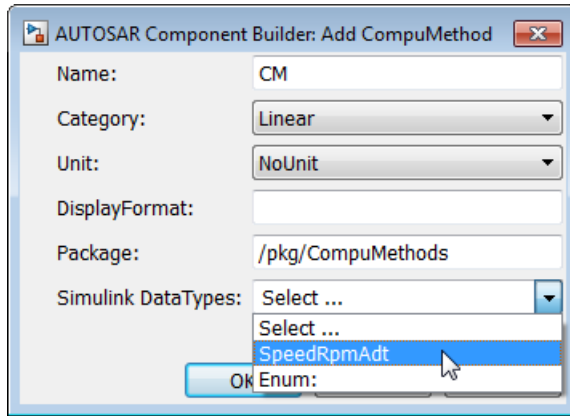 AUTOSAR Component Builder: Add CompuMethod
Name: CM
Category: Linear
Unit: NoUnit
DisplayFormat:
Package: /pkg/CompuMethods
Simulink DataTypes: Select ...
Select ...
SpeedRpmAdt
Enum: